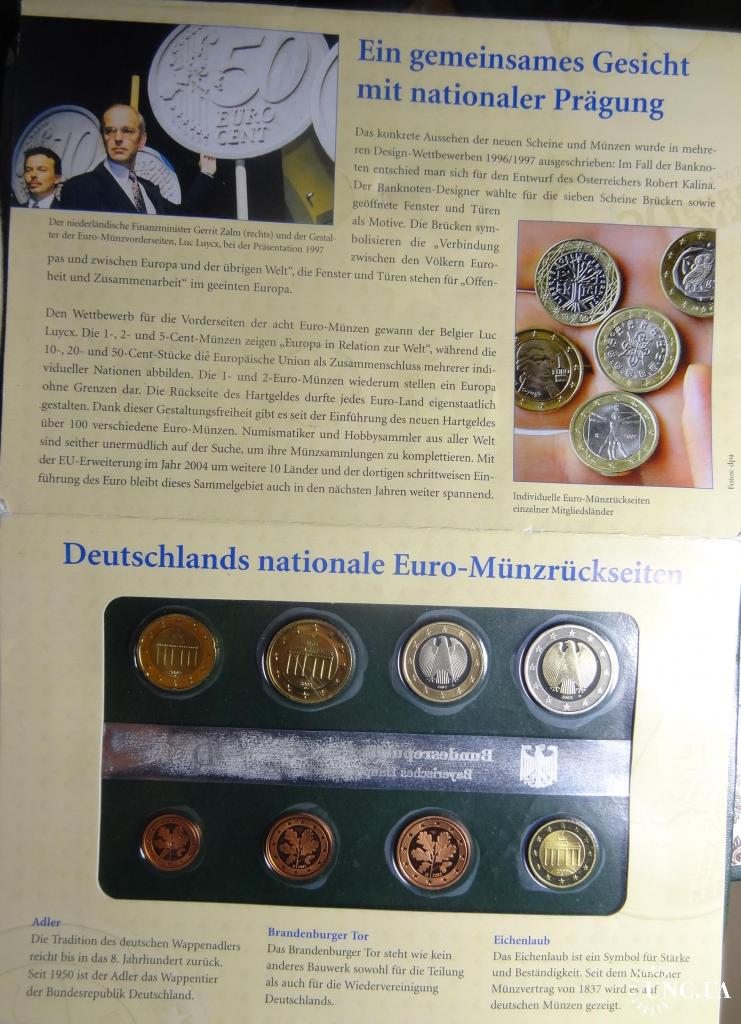 50
EURO
CENT
10
Ein gemeinsames Gesicht
mit nationaler Prägung
Der niederländische Finanzminister Gerrit Zalm (rechts) und der Gestal-
ter der Euro-Münzvorderseiten, Luc Luycx, bei der Präsentation 1997
Das konkrete Aussehen der neuen Scheine und Münzen wurde in mehre-
ren Design-Wettbewerben 1996/1997 ausgeschrieben: Im Fall der Bankno-
ten entschied man sich für den Entwurf des Österreichers Robert Kalina.
Der Banknoten-Designer wählte für die sieben Scheine Brücken sowie
geöffnete Fenster und Türen
als Motive. Die Brücken sym-
bolisieren die „Verbindung
zwischen den Völkern Euro-
pas und zwischen Europa und der übrigen Welt“, die Fenster und Türen stehen für „Offen-
heit und Zusammenarbeit“ im geeinten Europa.
Den Wettbewerb für die Vorderseiten der acht Euro-Münzen gewann der Belgier Luc
Luycx. Die 1-, 2- und 5-Cent-Münzen zeigen „Europa in Relation zur Welt“, während die
10-, 20- und 50-Cent-Stücke die Europäische Union als Zusammenschluss mehrerer indi-
vidueller Nationen abbilden. Die 1- und 2-Euro-Münzen wiederum stellen ein Europa
ohne Grenzen dar. Die Rückseite des Hartgeldes durfte jedes Euro-Land eigenstaatlich
gestalten. Dank dieser Gestaltungsfreiheit gibt es seit der Einführung des neuen Hartgeldes
über 100 verschiedene Euro-Münzen. Numismatiker und Hobbysammler aus aller Welt
sind seither unermüdlich auf der Suche, um ihre Münzsammlungen zu komplettieren. Mit
der EU-Erweiterung im Jahr 2004 um weitere 10 Länder und der dortigen schrittweisen Ein-
führung des Euro bleibt dieses Sammelgebiet auch in den nächsten Jahren weiter spannend.
Individuelle Euro-Münzrückseiten
einzelner Mitgliedsländer
Fotos: dpa
Deutschlands nationale Euro-Münzrückseiten
Bundesrepu
Bayerisches
Adler
Die Tradition des deutschen Wappenadlers
reicht bis in das 8. Jahrhundert zurück.
Seit 1950 ist der Adler das Wappentier
der Bundesrepublik Deutschland.
Brandenburger Tor
Das Brandenburger Tor steht wie kein
anderes Bauwerk sowohl für die Teilung
als auch für die Wiedervereinigung
Deutschlands.
Eichenlaub
Das Eichenlaub ist ein Symbol für Stärke
und Beständigkeit. Seit dem Münchner
Münzvertrag von 1837 wird es auf
deutschen Münzen gezeigt.
UNC.UA